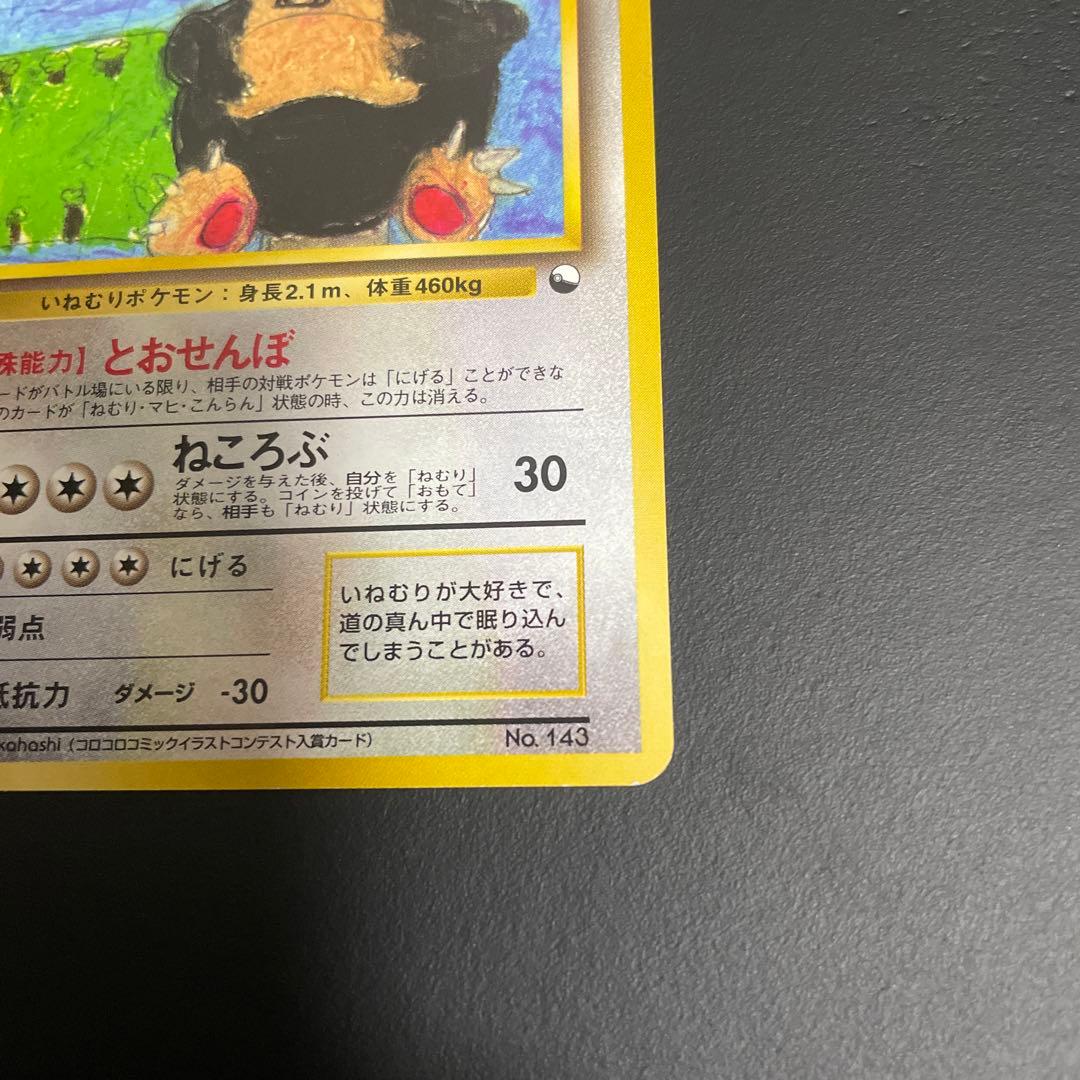 いねむりポケモン：身長2.1m、体重460kg
殊能力】とおせんぼ
ードがバトル場にいる限り、相手の対戦ポケモンは「にげる」ことができな
のカードが「ねむり・マヒ・こんらん」状態の時、この力は消える。
ねころぶ 30
ダメージを与えた後、自分を「ねむり」
状態にする。コインを投げて「おもて」
なら、相手も「ねむり」状態にする。
にげる
いねむりが大好きで、
道の真ん中で眠り込ん
でしまうことがある。
弱点
抵抗力 ダメージ -30
kahashi（コロコロコミックイラストコンテスト入賞カード） No. 143